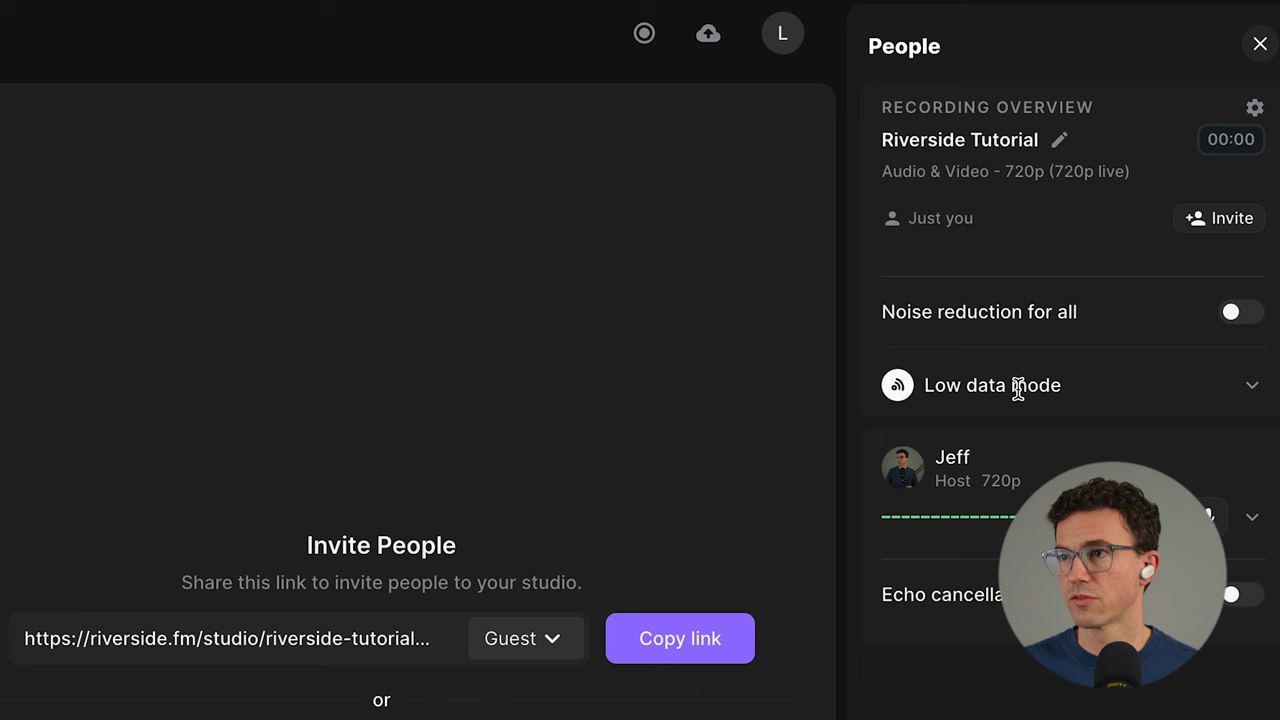 L
People
RECORDING OVERVIEW
Riverside Tutorial
00:00
Audio & Video - 720p (720p live)
Just you
Invite
Noise reduction for all
Low data mode
Jeff
Host 720p
Echo
Invite People
Share this link to invite people to your studio.
https://riverside.fm/studio/riverside-tutorial...
Guest
Copy link
or